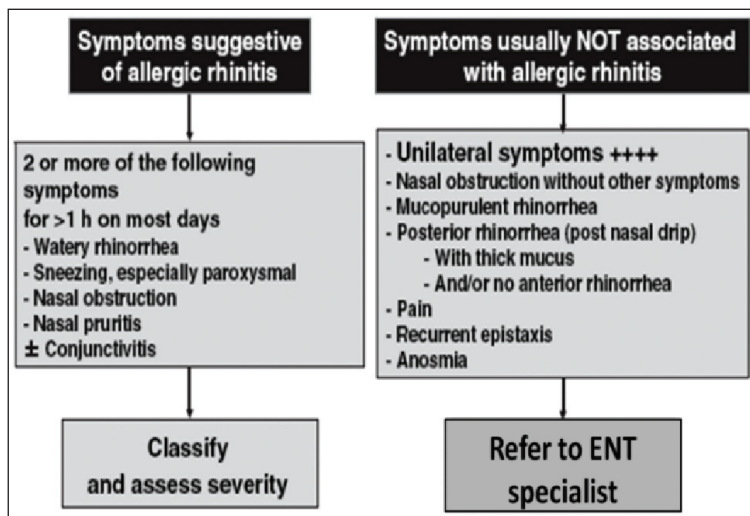 Symptoms suggestive
of allergic rhinitis
2 or more of the following
symptoms
for >1 h on most days
- Watery rhinorrhea
- Sneezing, especially paroxysmal
- Nasal obstruction
- Nasal pruritis
± Conjunctivitis
Classify
and assess severity
Symptoms usually NOT associated
with allergic rhinitis
- Unilateral symptoms ++++
- Nasal obstruction without other symptoms
- Mucopurulent rhinorrhea
- Posterior rhinorrhea (post nasal drip)
- With thick mucus
- And/or no anterior rhinorrhea
- Pain
- Recurrent epistaxis
- Anosmia
Refer to ENT
specialist